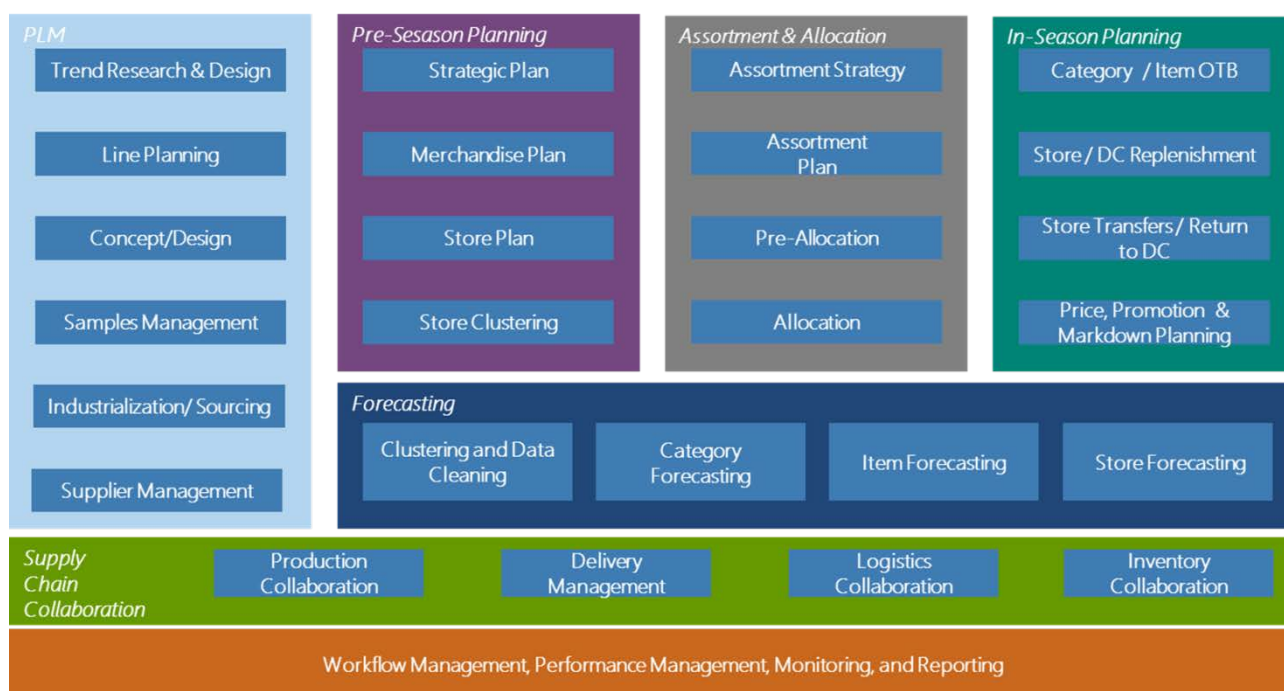 PLM
Trend Research & Design
Line Planning
Concept/Design
Samples Management
Industrialization/ Sourcing
Supplier Management
Pre-Sesason Planning
Strategic Plan
Merchandise Plan
Store Plan
Store Clustering
Assortment & Allocation
Assortment Strategy
Assortment
Plan
Pre-Allocation
Allocation
In-Season Planning
Category / Item OTB
Store / DC Replenishment
Store Transfers / Return
to DC
Price, Promotion &
Markdown Planning
Forecasting
Clustering and Data
Cleaning
Category
Forecasting
Item Forecasting
Store Forecasting
Supply
Chain
Collaboration
Production
Collaboration
Delivery
Management
Logistics
Collaboration
Inventory
Collaboration
Workflow Management, Performance Management, Monitoring, and Reporting